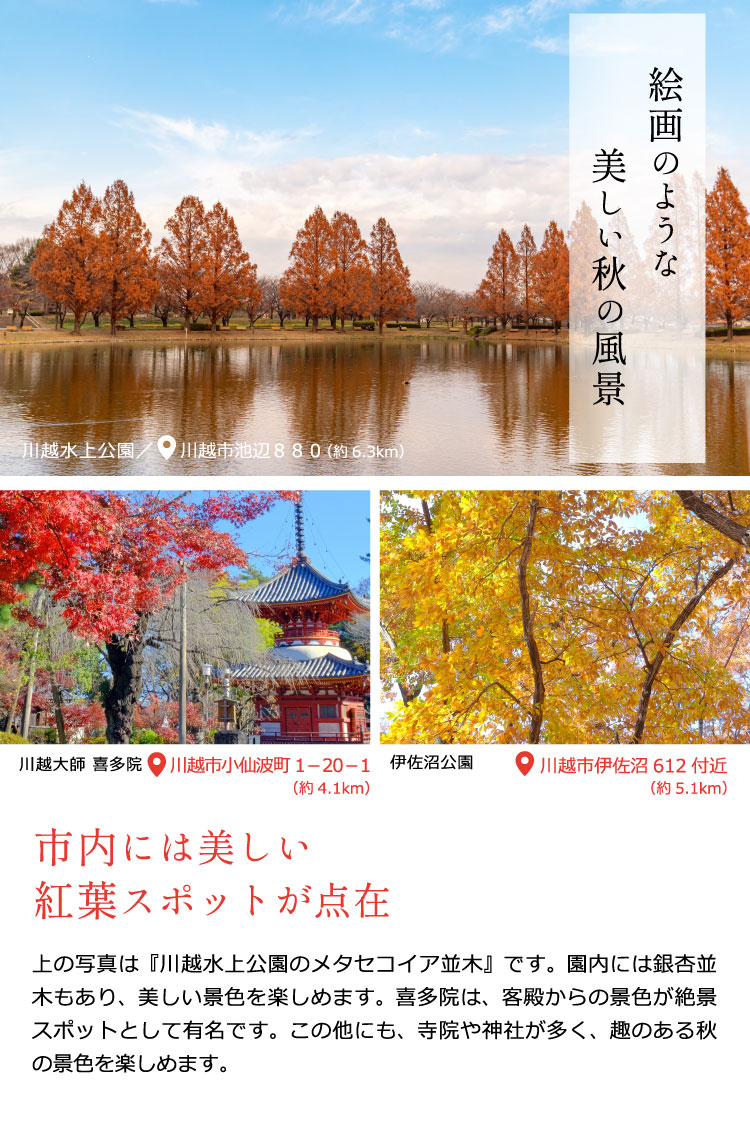 絵画のような
美しい秋の風景
川越水上公園／川越市池辺８８０(約6.3km)
川越大師 喜多院 川越市小仙波町1−20−1
(約4.1km)
伊佐沼公園 川越市伊佐沼612付近
(約5.1km)
市内には美しい
紅葉スポットが点在
上の写真は『川越水上公園のメタセコイア並木』です。園内には銀杏並
木もあり、美しい景色を楽しめます。喜多院は、客殿からの景色が絶景
スポットとして有名です。この他にも、寺院や神社が多く、趣のある秋
の景色を楽しめます。